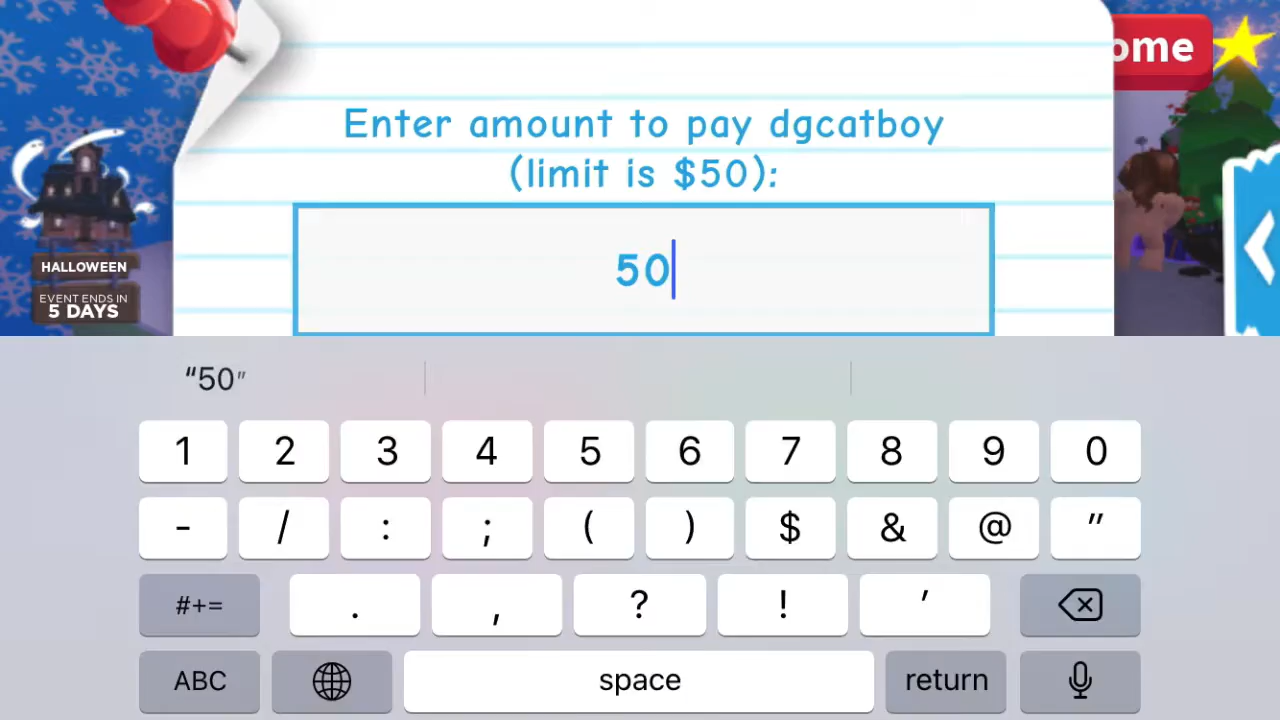 ome
Enter amount to pay dgcatboy
(limit is $50):
50
HALLOWEEN
EVENT ENDS IN
5 DAYS
“50”
1 2 3 4 5 6 7 8 9 0
- / : ; ( ) $ & @ "
#+= . , ? ! '
ABC space return